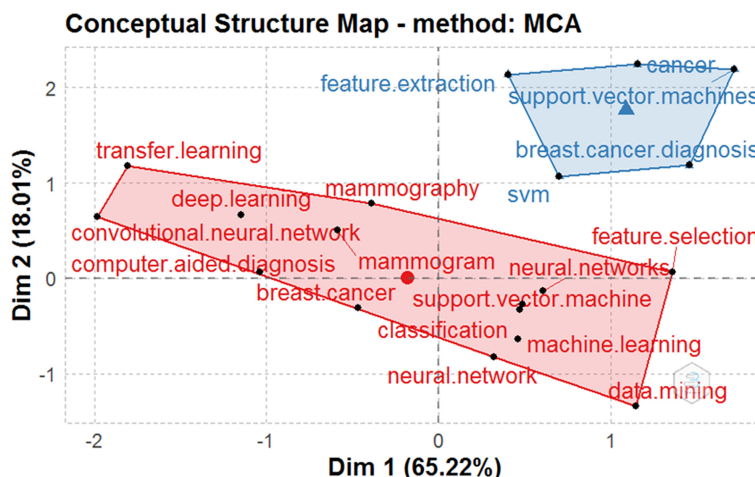 Conceptual Structure Map - method: MCA
cancer
feature.extraction
support.vector.machines
breast.cancer.diagnosis
svm
transfer.learning
deep.learning
mammography
convolutional.neural.network
feature.selection
computer.aided.diagnosis
mammogram
neural.networks
breast.cancer
support.vector.machine
classification
machine.learning
neural.network
data.mining
2
1
0
-1
-2
-1
0
1
Dim 1 (65.22%)
Dim 2 (18.01%)